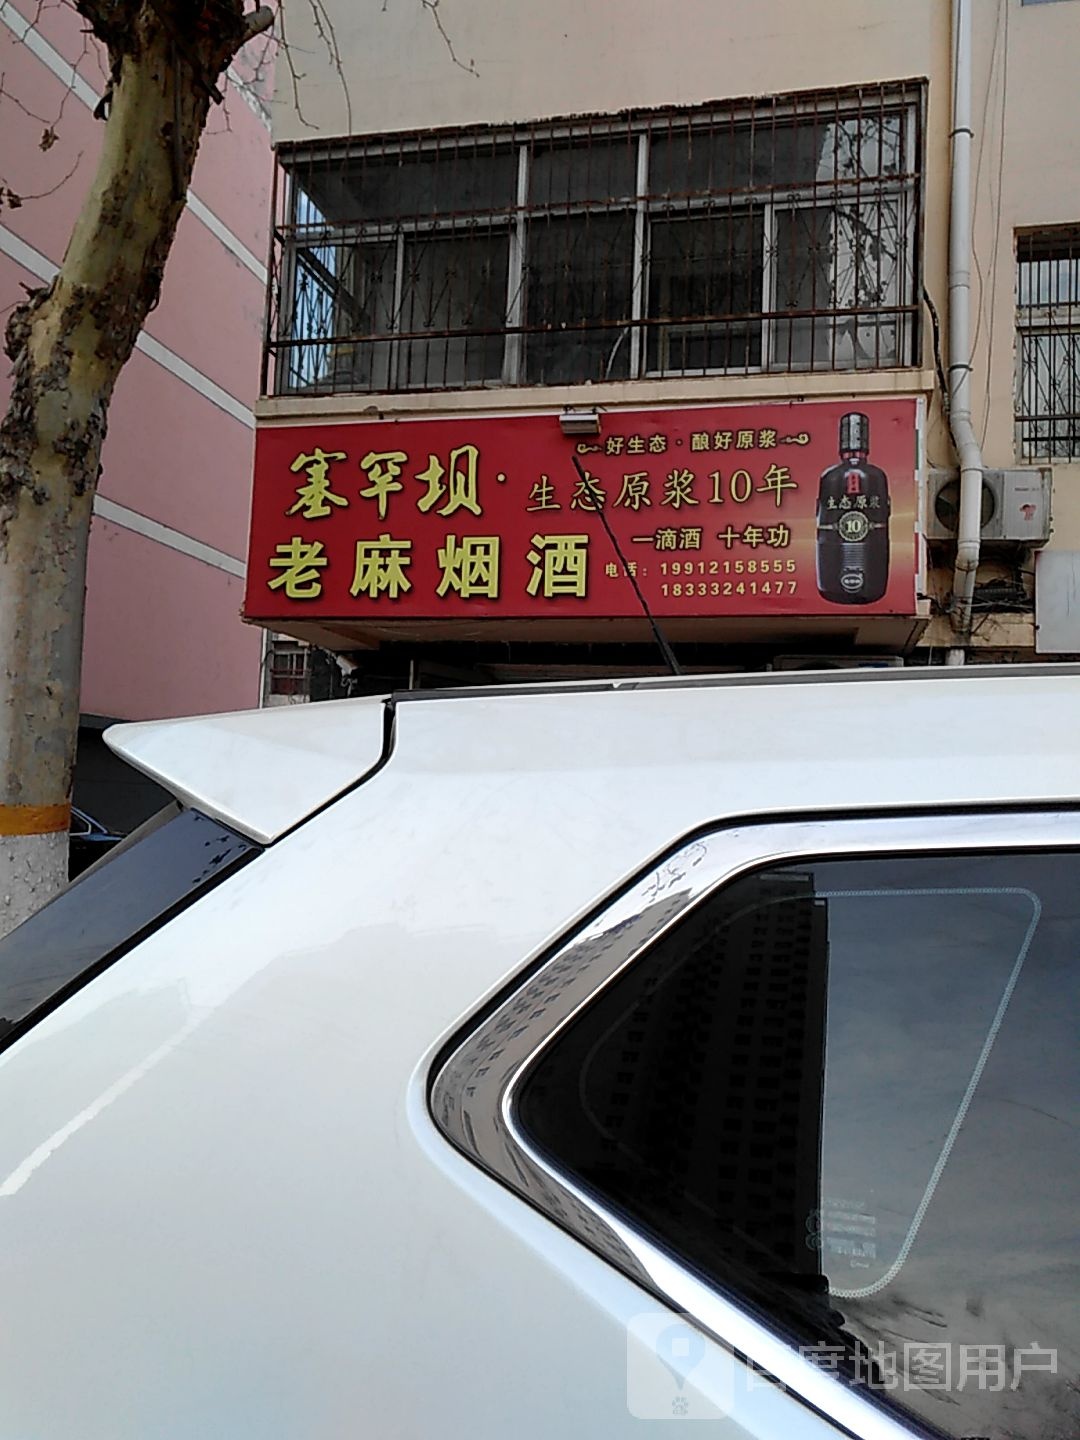 塞罕坝·
好生态·酿好原浆
生态原浆10年
一滴酒 十年功
老麻烟酒
电话: 19912158555
18333241477
生态原浆
10
百度地图用户